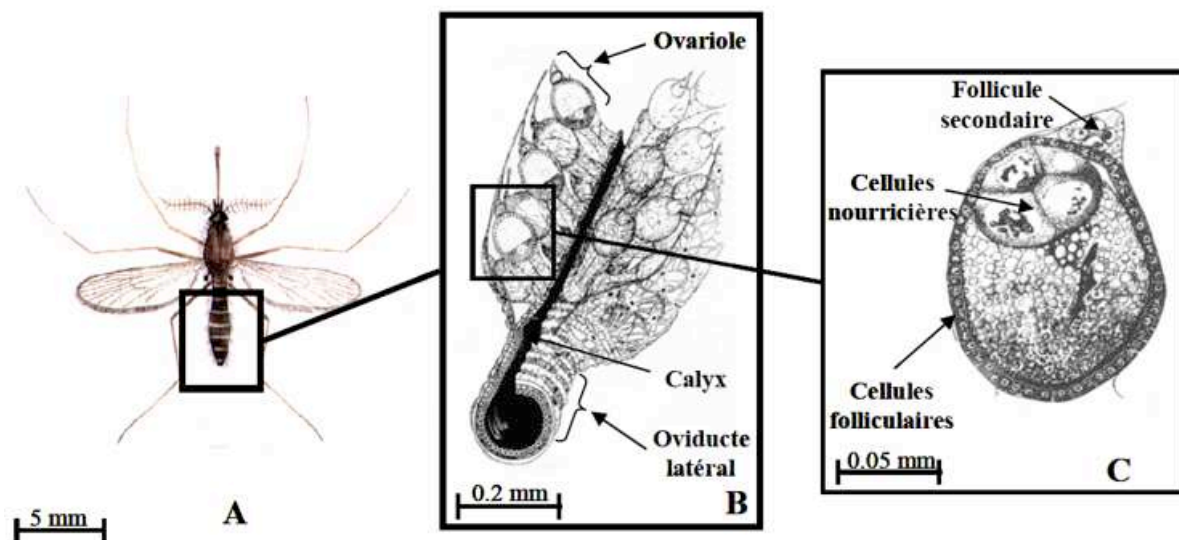 Ovariole
Calyx
Oviducte
latéral
Follicule
secondaire
Cellules
nourricières
Cellules
folliculaires
5 mm
A
0.2 mm
B
0.05 mm
C